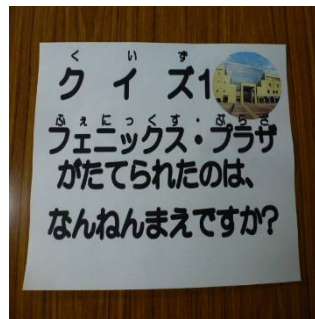 くいず
クイズ1
ふぇにっくす・ぷらざ
フェニックス・プラザ
がたてられたのは、
なんねんまえですか?